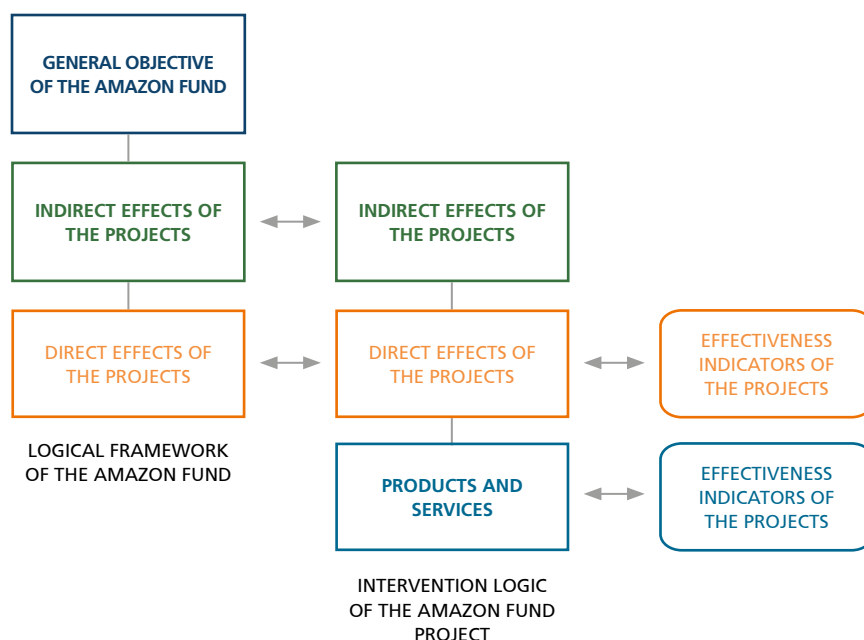 GENERAL OBJECTIVE
OF THE AMAZON FUND
INDIRECT EFFECTS OF
THE PROJECTS
INDIRECT EFFECTS OF
THE PROJECTS
DIRECT EFFECTS OF
THE PROJECTS
DIRECT EFFECTS OF
THE PROJECTS
EFFECTIVENESS
INDICATORS OF
THE PROJECTS
LOGICAL FRAMEWORK
OF THE AMAZON FUND
PRODUCTS AND
SERVICES
EFFECTIVENESS
INDICATORS OF
THE PROJECTS
INTERVENTION LOGIC
OF THE AMAZON FUND
PROJECT